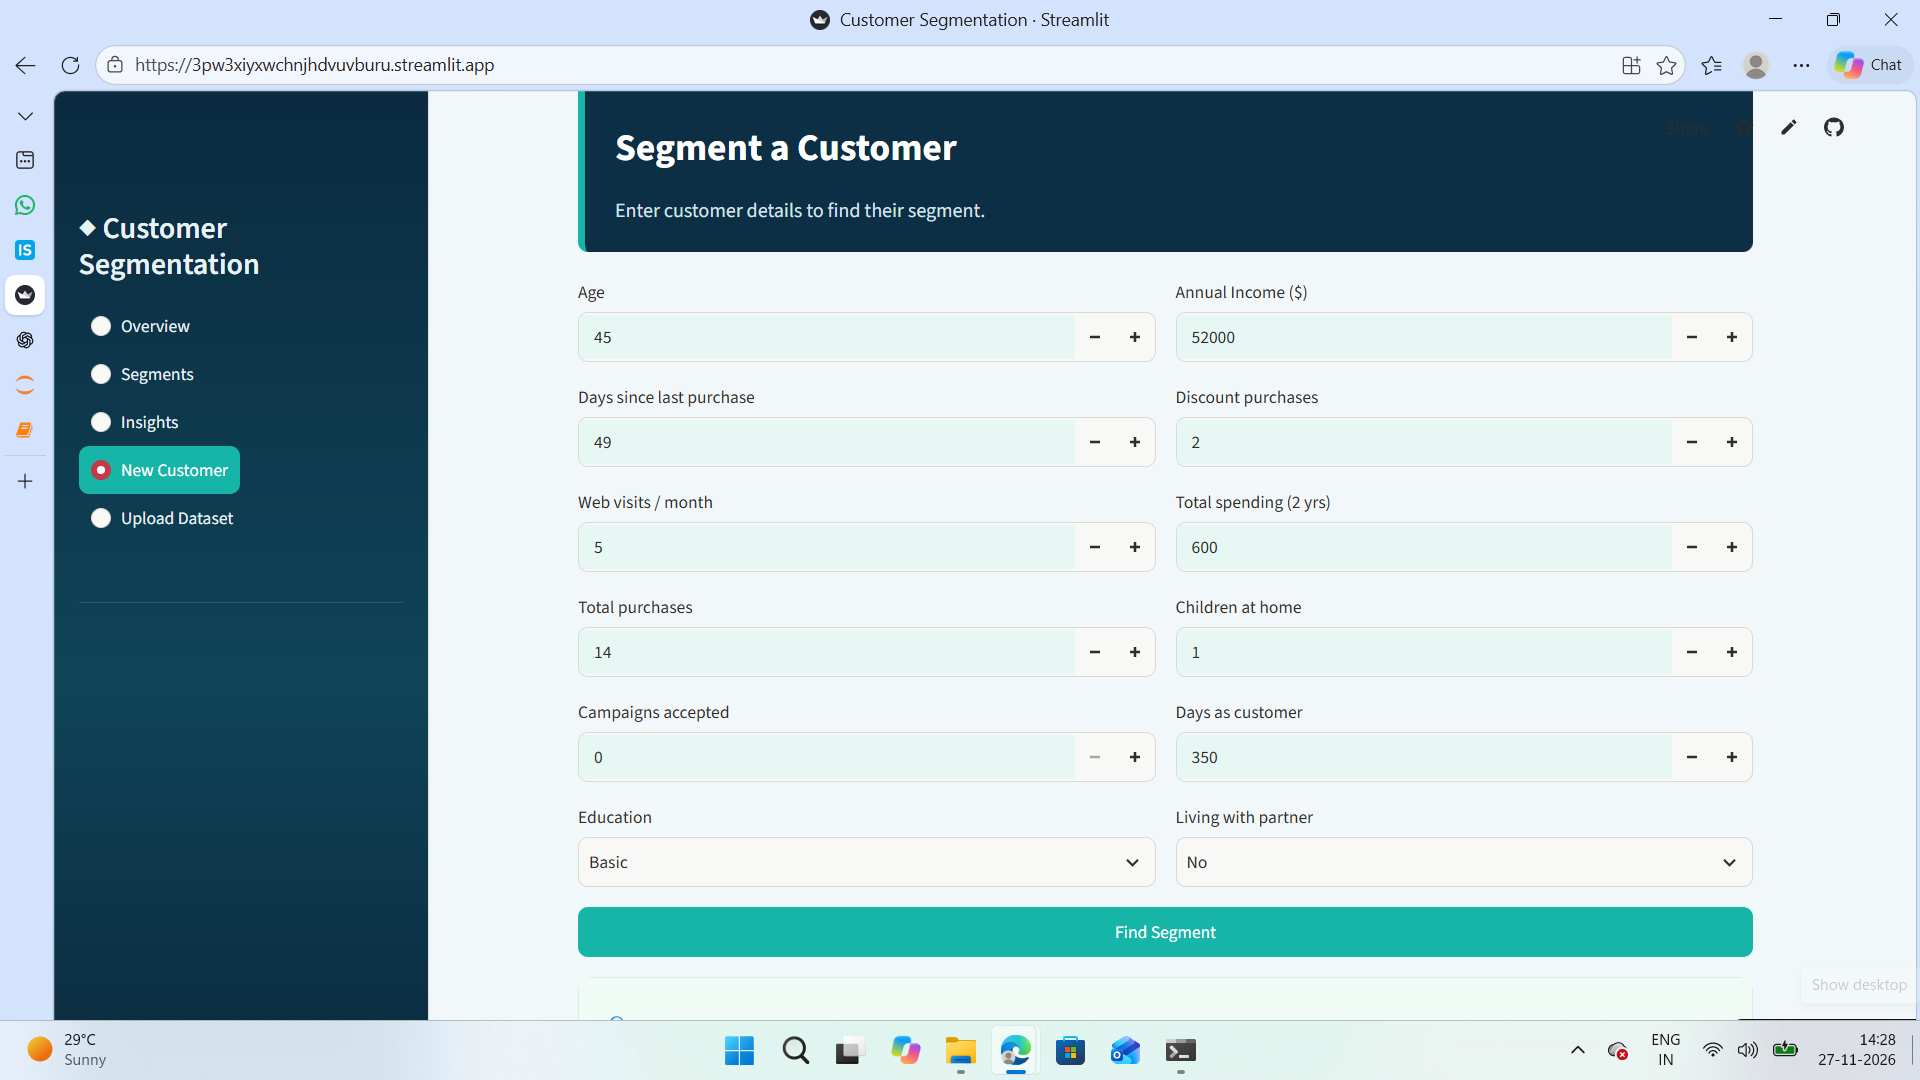 Customer Segmentation · Streamlit
https://3pw3xiyxwchnjhdvuvburu.streamlit.app
Chat
IS
Share
◆ Customer
Segmentation
Overview
Segments
Insights
New Customer
Upload Dataset
Segment a Customer
Enter customer details to find their segment.
Age
Annual Income ($)
45
52000
Days since last purchase
Discount purchases
49
2
Web visits / month
Total spending (2 yrs)
5
600
Total purchases
Children at home
14
1
Campaigns accepted
Days as customer
0
350
Education
Living with partner
Basic
No
Find Segment
Show desktop
29°C
Sunny
ENG
IN
14:28
27-11-2026